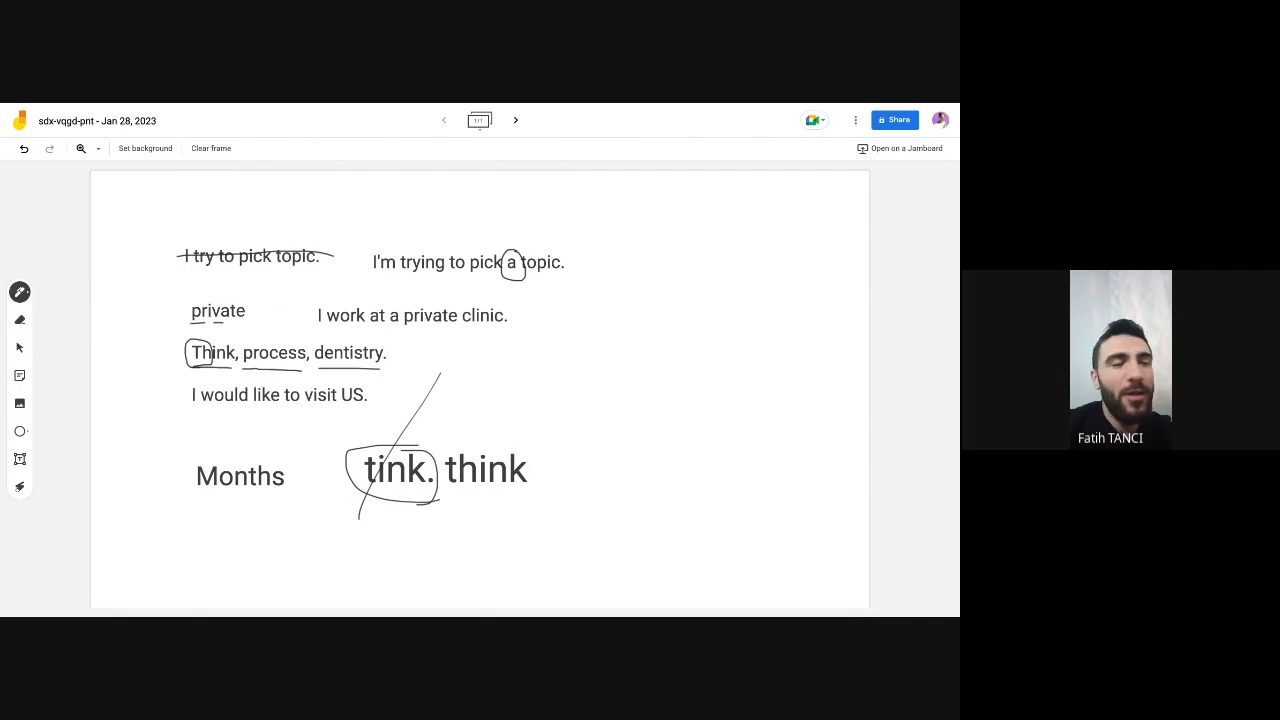 sdx-vqgd-pnt - Jan 28, 2023
1/1
Share
Set background
Clear frame
Open on a Jamboard
I try to pick topic.
I'm trying to pick a topic.
private
I work at a private clinic.
Think, process, dentistry.
I would like to visit US.
Months
tink. think
Fatih TANCI